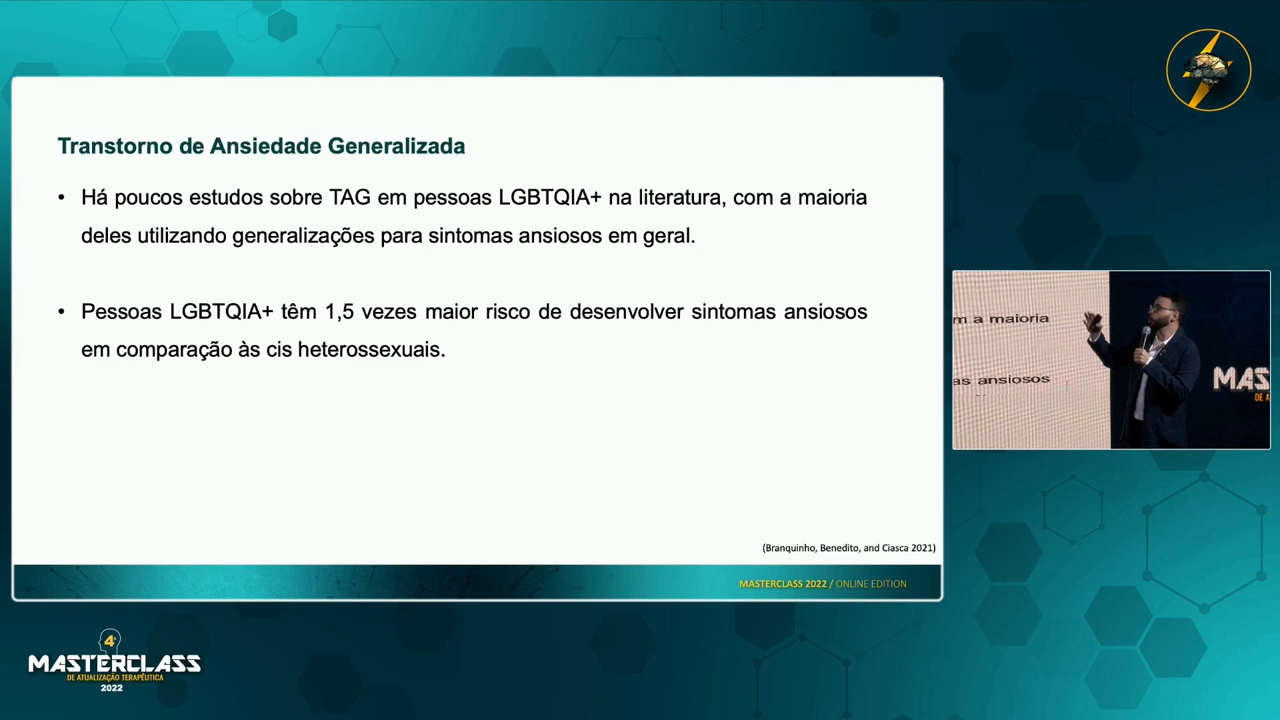 Transtorno de Ansiedade Generalizada
• Há poucos estudos sobre TAG em pessoas LGBTQIA+ na literatura, com a maioria
deles utilizando generalizações para sintomas ansiosos em geral.
• Pessoas LGBTQIA+ têm 1,5 vezes maior risco de desenvolver sintomas ansiosos
em comparação às cis heterossexuais.
(Branquinho, Benedito, and Ciasca 2021)
MASTERCLASS 2022 / ONLINE EDITION
m a maioria
as ansiosos
MAS
DE A
4ª
MASTERCLASS
DE ATUALIZAÇÃO TERAPÊUTICA
2022